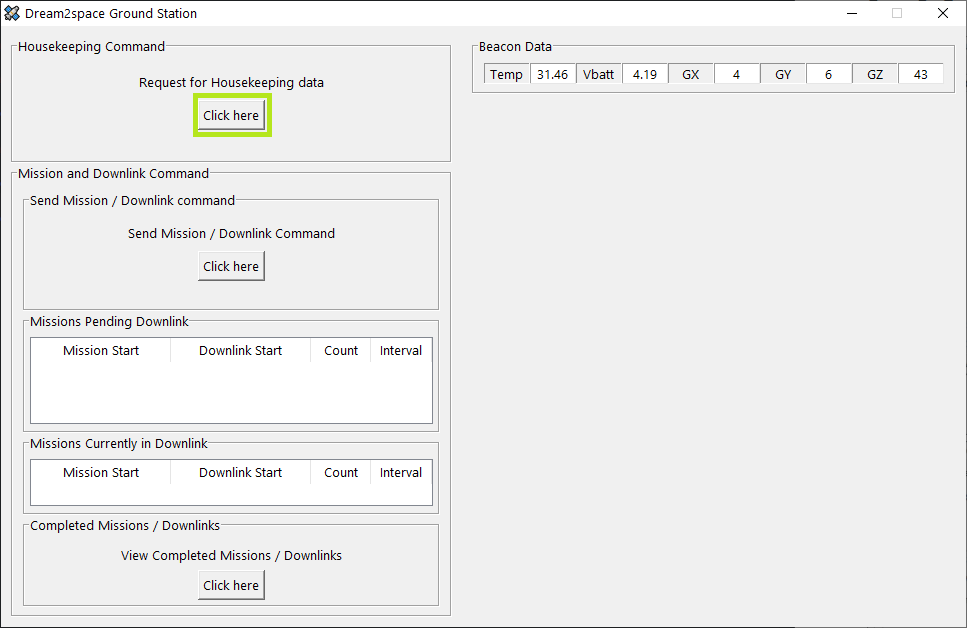 Dream2space Ground Station
Housekeeping Command
Request for Housekeeping data
Click here
Mission and Downlink Command
Send Mission / Downlink command
Send Mission / Downlink Command
Click here
Missions Pending Downlink
Mission Start Downlink Start Count Interval
Missions Currently in Downlink
Mission Start Downlink Start Count Interval
Completed Missions / Downlinks
View Completed Missions / Downlinks
Click here
Beacon Data
Temp 31.46 Vbatt 4.19 GX 4 GY 6 GZ 43